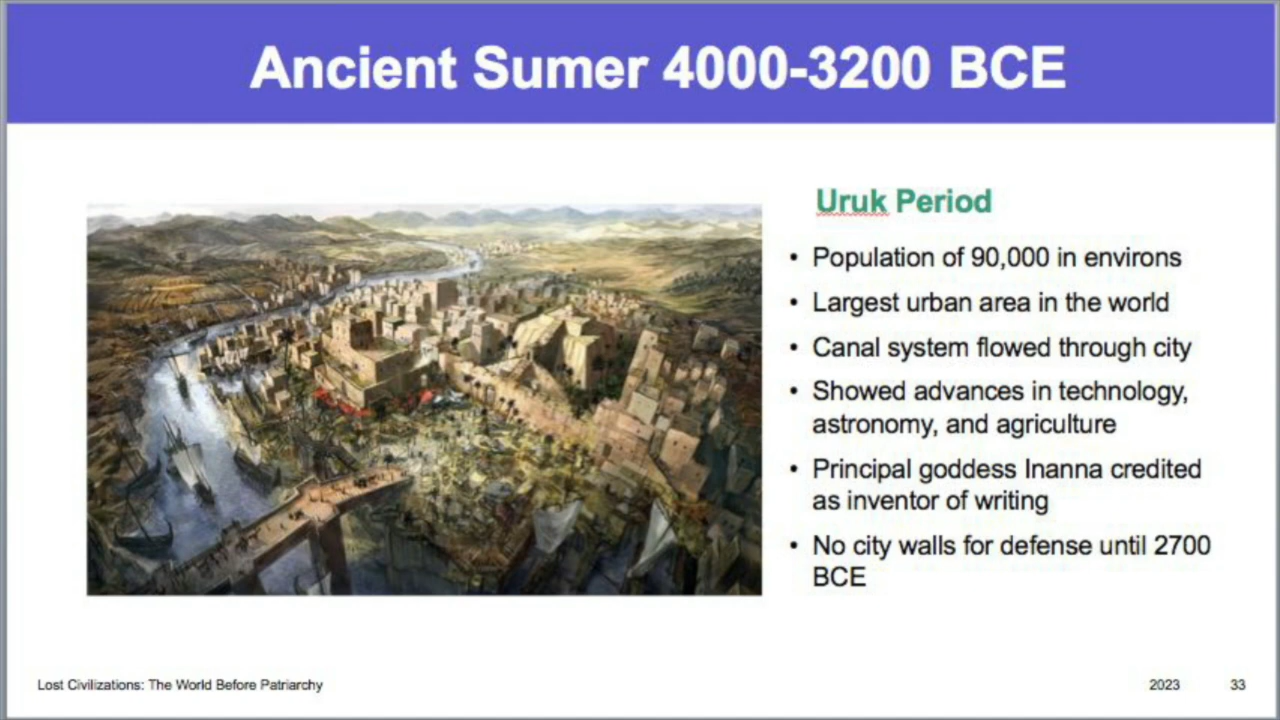 Ancient Sumer 4000-3200 BCE
Uruk Period
• Population of 90,000 in environs
• Largest urban area in the world
• Canal system flowed through city
• Showed advances in technology,
astronomy, and agriculture
• Principal goddess Inanna credited
as inventor of writing
• No city walls for defense until 2700
BCE
Lost Civilizations: The World Before Patriarchy
2023
33